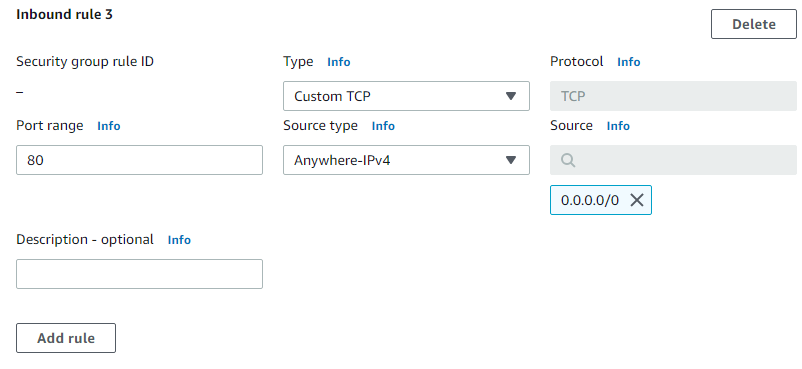 Inbound rule 3
Delete
Security group rule ID
Type Info
Protocol Info
–
Custom TCP
TCP
Port range Info
Source type Info
Source Info
80
Anywhere-IPv4
0.0.0.0/0
Description - optional Info
Add rule